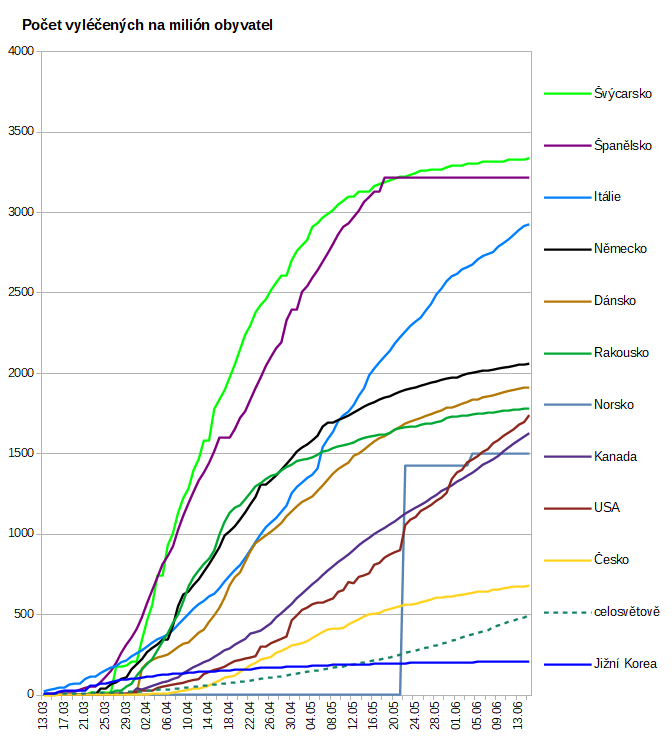 Počet vyléčených na milión obyvatel
4000
3500
3000
2500
2000
1500
1000
500
0
13.03
17.03
21.03
25.03
29.03
02.04
06.04
10.04
14.04
18.04
22.04
26.04
30.04
04.05
08.05
12.05
16.05
20.05
24.05
28.05
01.06
05.06
09.06
13.06
Švýcarsko
Španělsko
Itálie
Německo
Dánsko
Rakousko
Norsko
Kanada
USA
Česko
celosvětově
Jižní Korea